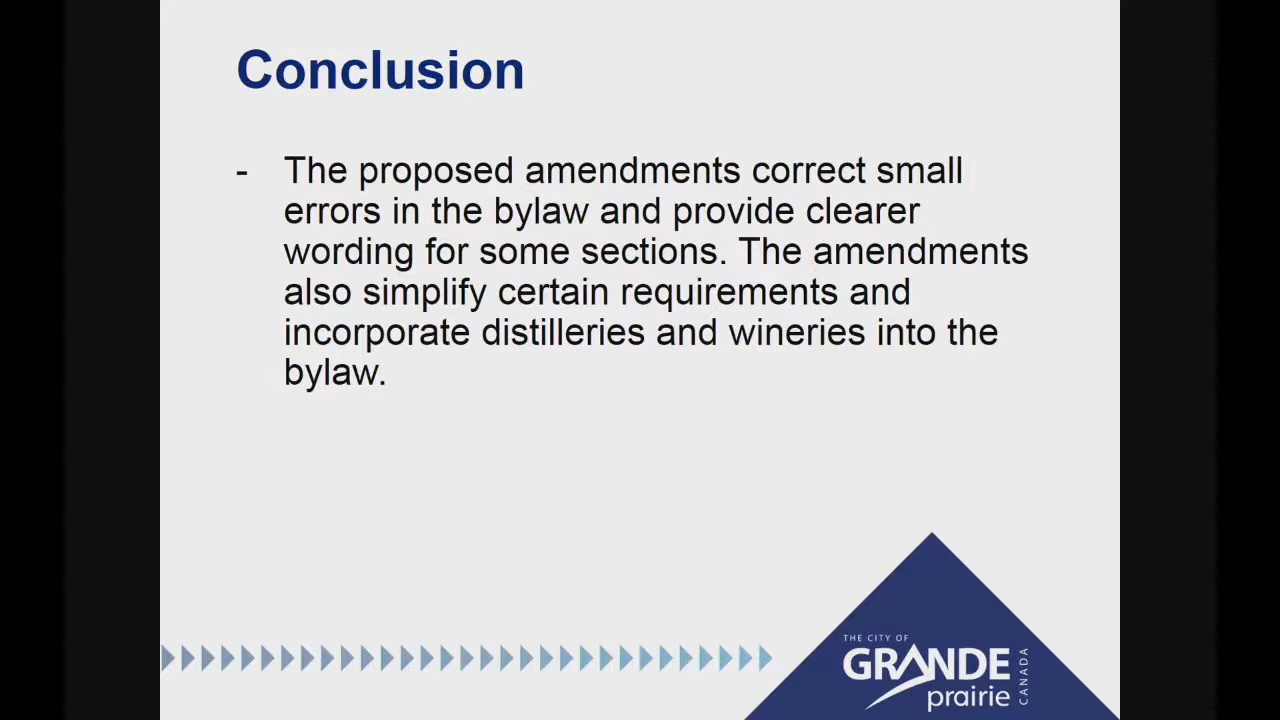 Conclusion
- The proposed amendments correct small
errors in the bylaw and provide clearer
wording for some sections. The amendments
also simplify certain requirements and
incorporate distilleries and wineries into the
bylaw.
THE CITY OF
GRANDE
prairie
CANADA